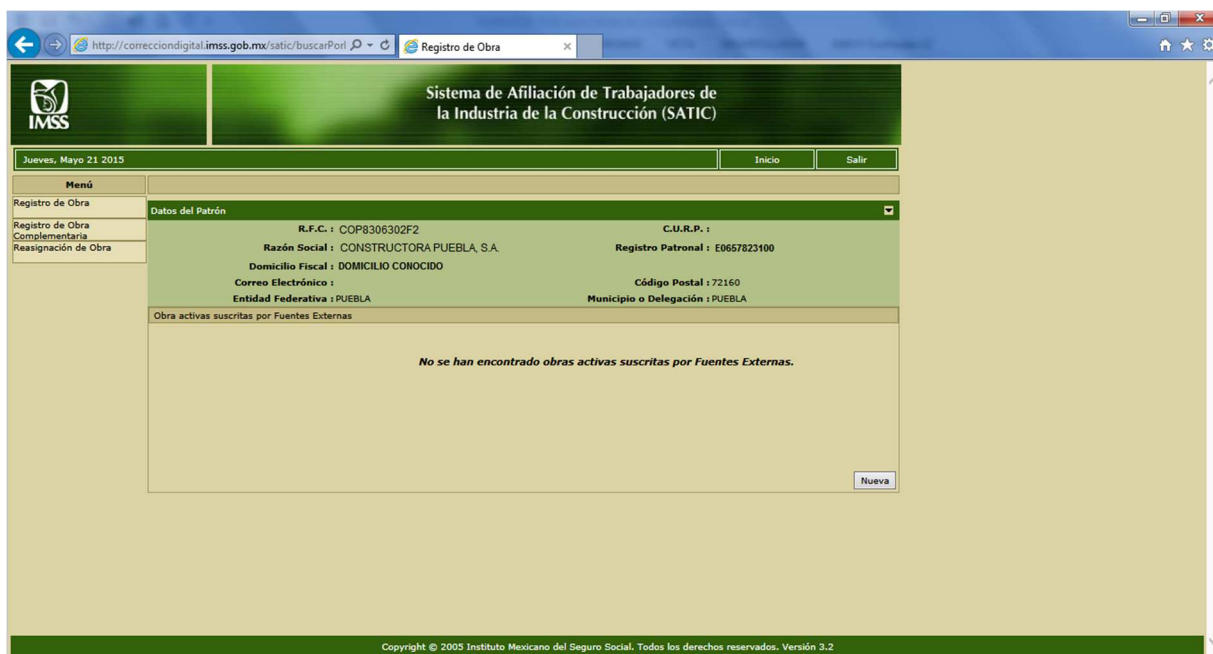 http://correcciondigital.imss.gob.mx/satic/buscarPorl
Registro de Obra
IMSS
Sistema de Afiliación de Trabajadores de
la Industria de la Construcción (SATIC)
Jueves, Mayo 21 2015
Inicio
Salir
Menú
Registro de Obra
Registro de Obra
Complementaria
Reasignación de Obra
Datos del Patrón
R.F.C. : COP8306302F2 C.U.R.P. :
Razón Social : CONSTRUCTORA PUEBLA, S.A. Registro Patronal : E0657823100
Domicilio Fiscal : DOMICILIO CONOCIDO
Correo Electrónico : Código Postal : 72160
Entidad Federativa : PUEBLA Municipio o Delegación : PUEBLA
Obra activas suscritas por Fuentes Externas
No se han encontrado obras activas suscritas por Fuentes Externas.
Nueva
Copyright © 2005 Instituto Mexicano del Seguro Social. Todos los derechos reservados. Versión 3.2